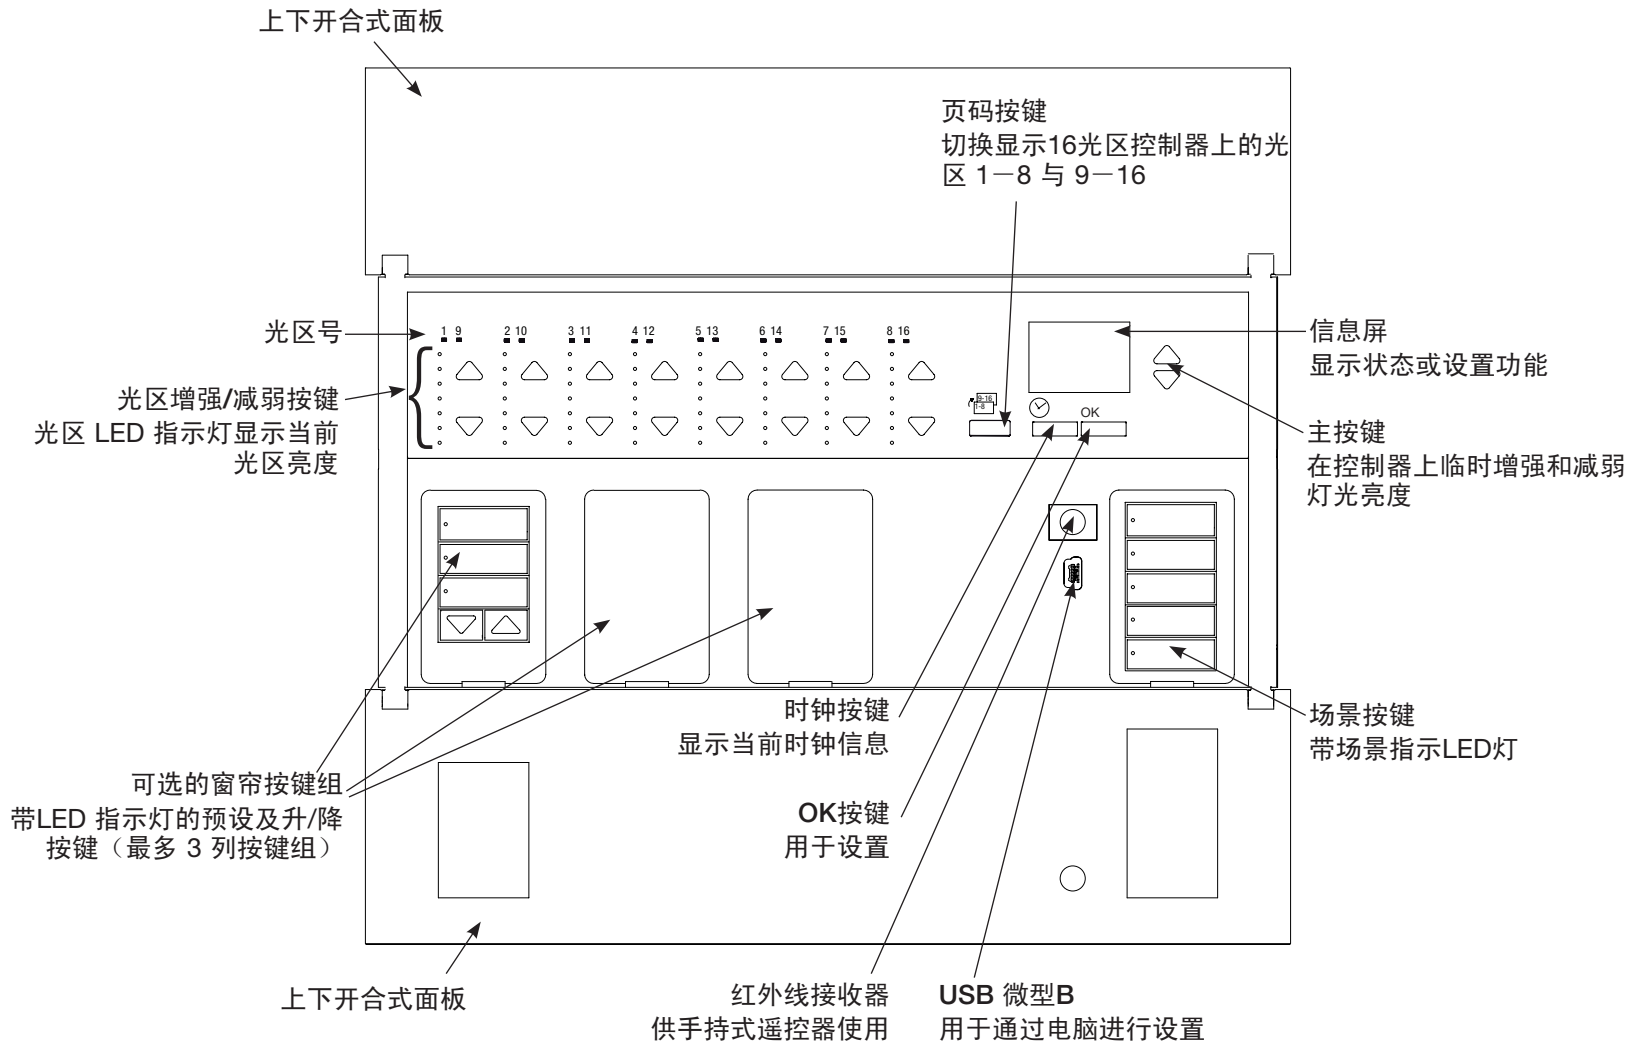 上下开合式面板
页码按键
切换显示16光区控制器上的光
区 1－8 与 9－16
光区号
1 9 2 10 3 11 4 12 5 13 6 14 7 15 8 16
信息屏
显示状态或设置功能
光区增强/减弱按键
光区 LED 指示灯显示当前
光区亮度
9-16
1-8
OK
主按键
在控制器上临时增强和减弱
灯光亮度
时钟按键
显示当前时钟信息
场景按键
带场景指示LED灯
可选的窗帘按键组
带LED 指示灯的预设及升/降
按键（最多 3 列按键组）
OK按键
用于设置
上下开合式面板
红外线接收器
供手持式遥控器使用
USB 微型B
用于通过电脑进行设置